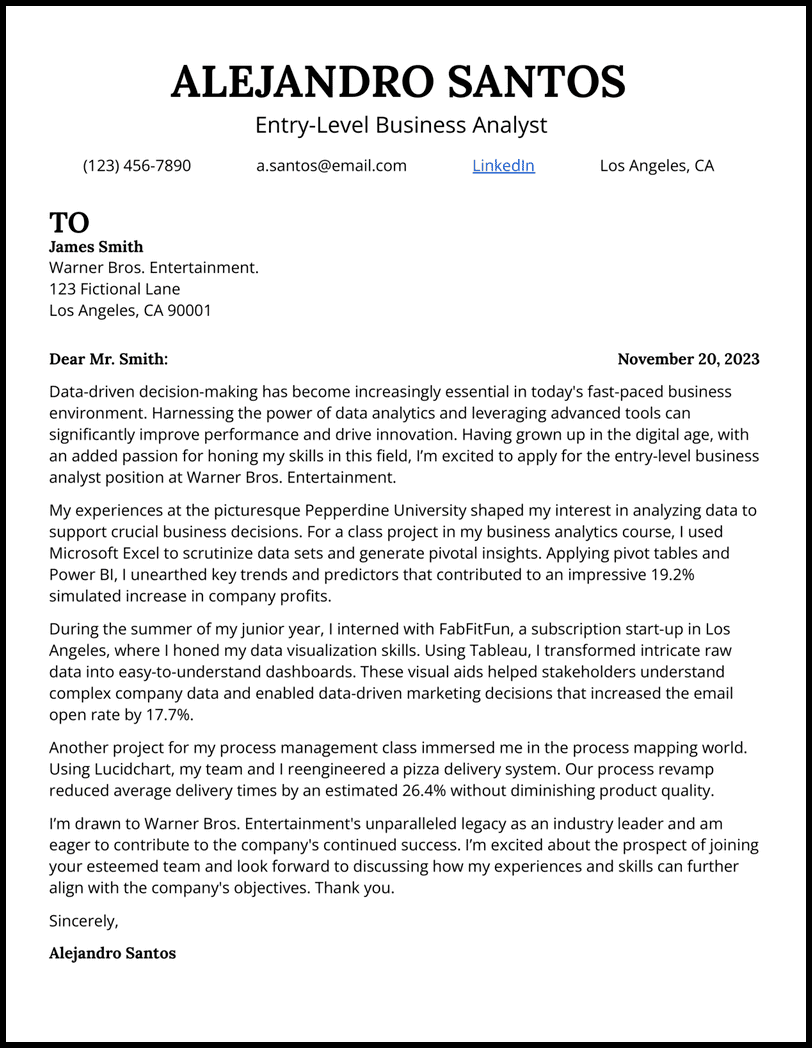 ALEJANDRO SANTOS
Entry-Level Business Analyst
(123) 456-7890 a.santos@email.com LinkedIn Los Angeles, CA
TO
James Smith
Warner Bros. Entertainment.
123 Fictional Lane
Los Angeles, CA 90001
Dear Mr. Smith: November 20, 2023
Data-driven decision-making has become increasingly essential in today's fast-paced business
environment. Harnessing the power of data analytics and leveraging advanced tools can
significantly improve performance and drive innovation. Having grown up in the digital age, with
an added passion for honing my skills in this field, I’m excited to apply for the entry-level business
analyst position at Warner Bros. Entertainment.
My experiences at the picturesque Pepperdine University shaped my interest in analyzing data to
support crucial business decisions. For a class project in my business analytics course, I used
Microsoft Excel to scrutinize data sets and generate pivotal insights. Applying pivot tables and
Power BI, I unearthed key trends and predictors that contributed to an impressive 19.2%
simulated increase in company profits.
During the summer of my junior year, I interned with FabFitFun, a subscription start-up in Los
Angeles, where I honed my data visualization skills. Using Tableau, I transformed intricate raw
data into easy-to-understand dashboards. These visual aids helped stakeholders understand
complex company data and enabled data-driven marketing decisions that increased the email
open rate by 17.7%.
Another project for my process management class immersed me in the process mapping world.
Using Lucidchart, my team and I reengineered a pizza delivery system. Our process revamp
reduced average delivery times by an estimated 26.4% without diminishing product quality.
I’m drawn to Warner Bros. Entertainment's unparalleled legacy as an industry leader and am
eager to contribute to the company's continued success. I’m excited about the prospect of joining
your esteemed team and look forward to discussing how my experiences and skills can further
align with the company's objectives. Thank you.
Sincerely,
Alejandro Santos